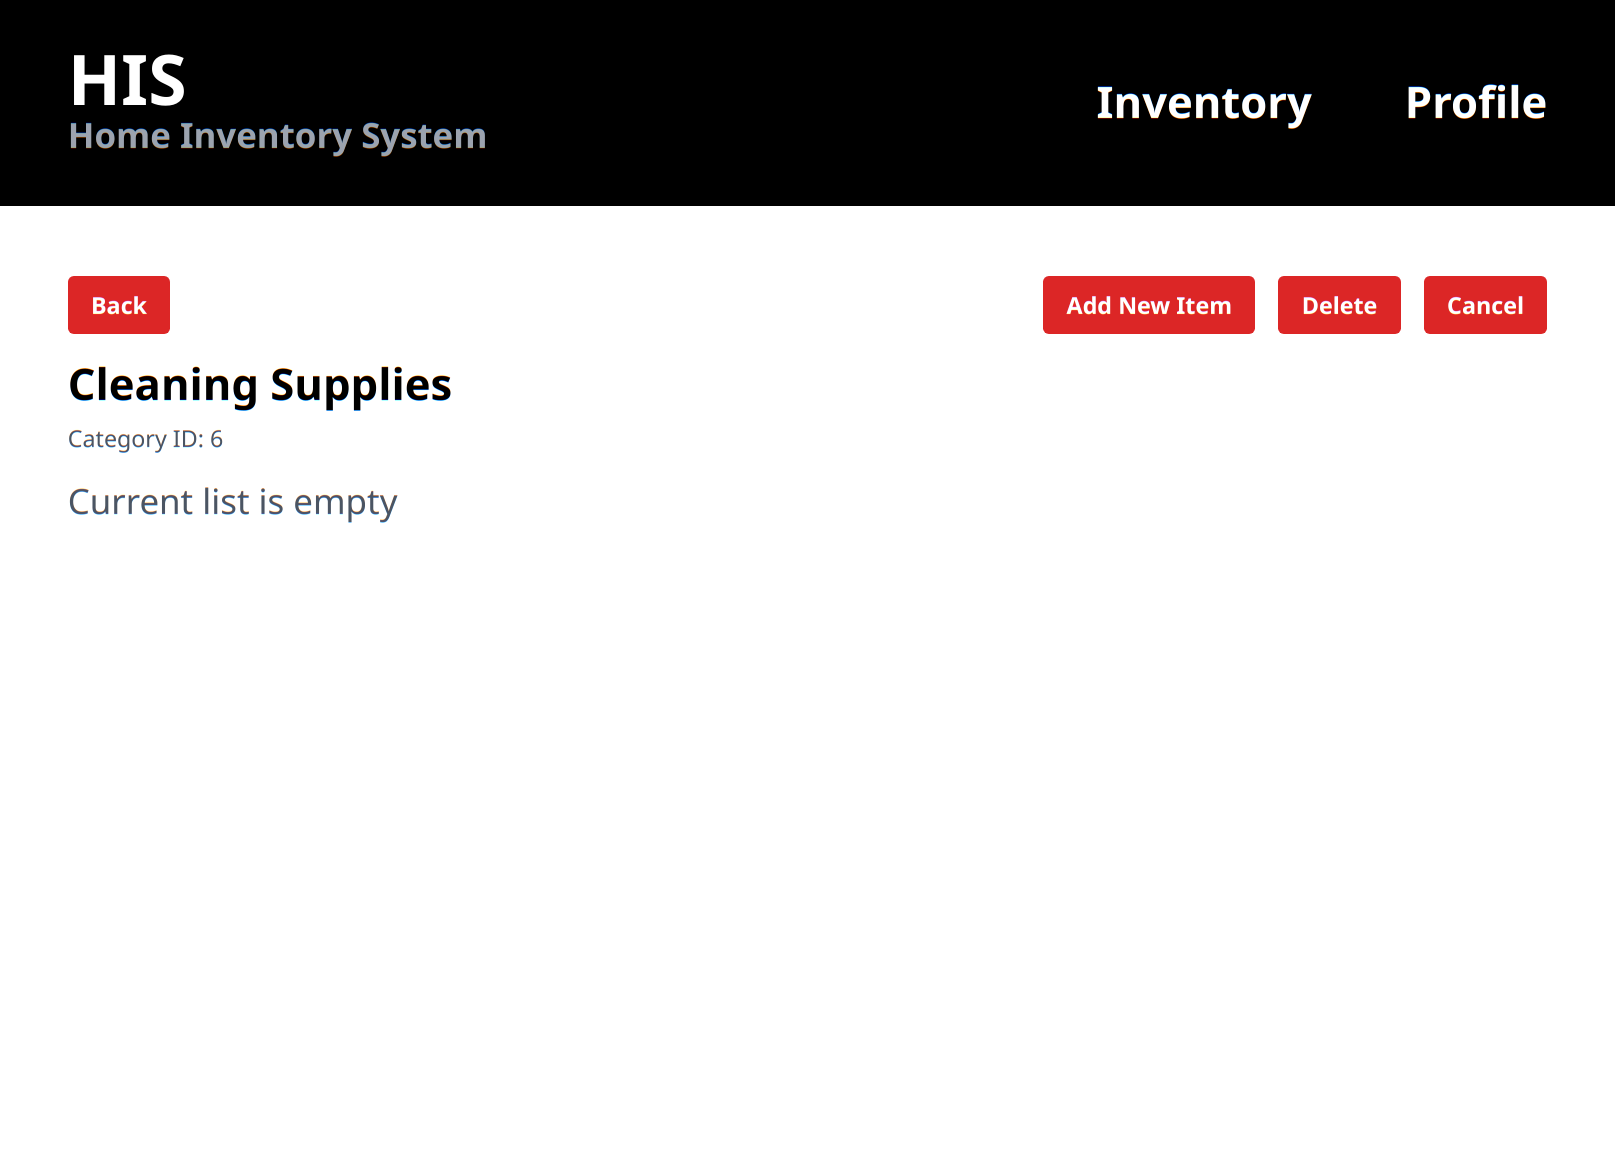 HIS
Home Inventory System
Inventory
Profile
Back
Add New Item
Delete
Cancel
Cleaning Supplies
Category ID: 6
Current list is empty